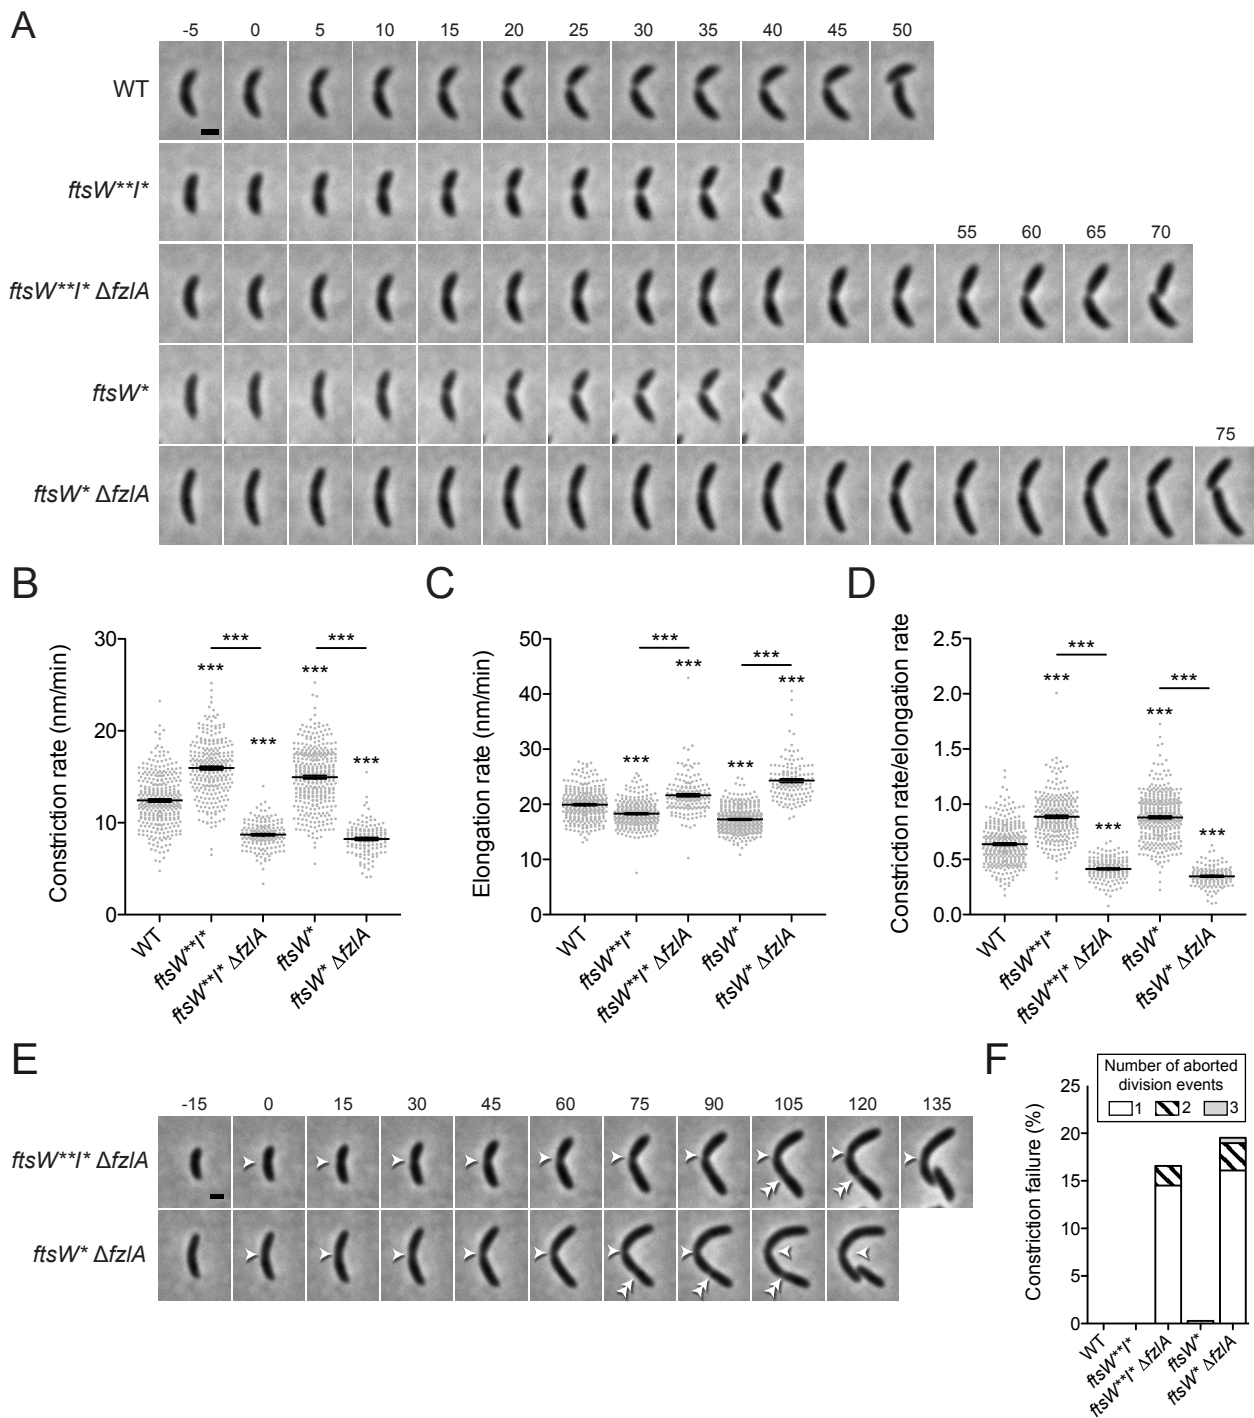 A
-5 0 5 10 15 20 25 30 35 40 45 50
WT
ftsW**I*
55 60 65 70
ftsW**I* ΔfzlA
ftsW*
75
ftsW* ΔfzlA
B
Constriction rate (nm/min)
30
20
10
0
*** ***
*** *** *** ***
WT ftsW**I* ftsW**I* ΔfzlA ftsW* ftsW* ΔfzlA
C
Elongation rate (nm/min)
50
40
30
20
10
0
*** ***
*** *** *** ***
WT ftsW**I* ftsW**I* ΔfzlA ftsW* ftsW* ΔfzlA
D
Constriction rate/elongation rate
2.5
2.0
1.5
1.0
0.5
0.0
*** ***
*** *** *** ***
WT ftsW**I* ftsW**I* ΔfzlA ftsW* ftsW* ΔfzlA
E
-15 0 15 30 45 60 75 90 105 120 135
ftsW**I* ΔfzlA
ftsW* ΔfzlA
F
Number of aborted
division events
1 2 3
Constriction failure (%)
25
20
15
10
5
0
WT ftsW**I* ftsW**I* ΔfzlA ftsW* ftsW* ΔfzlA